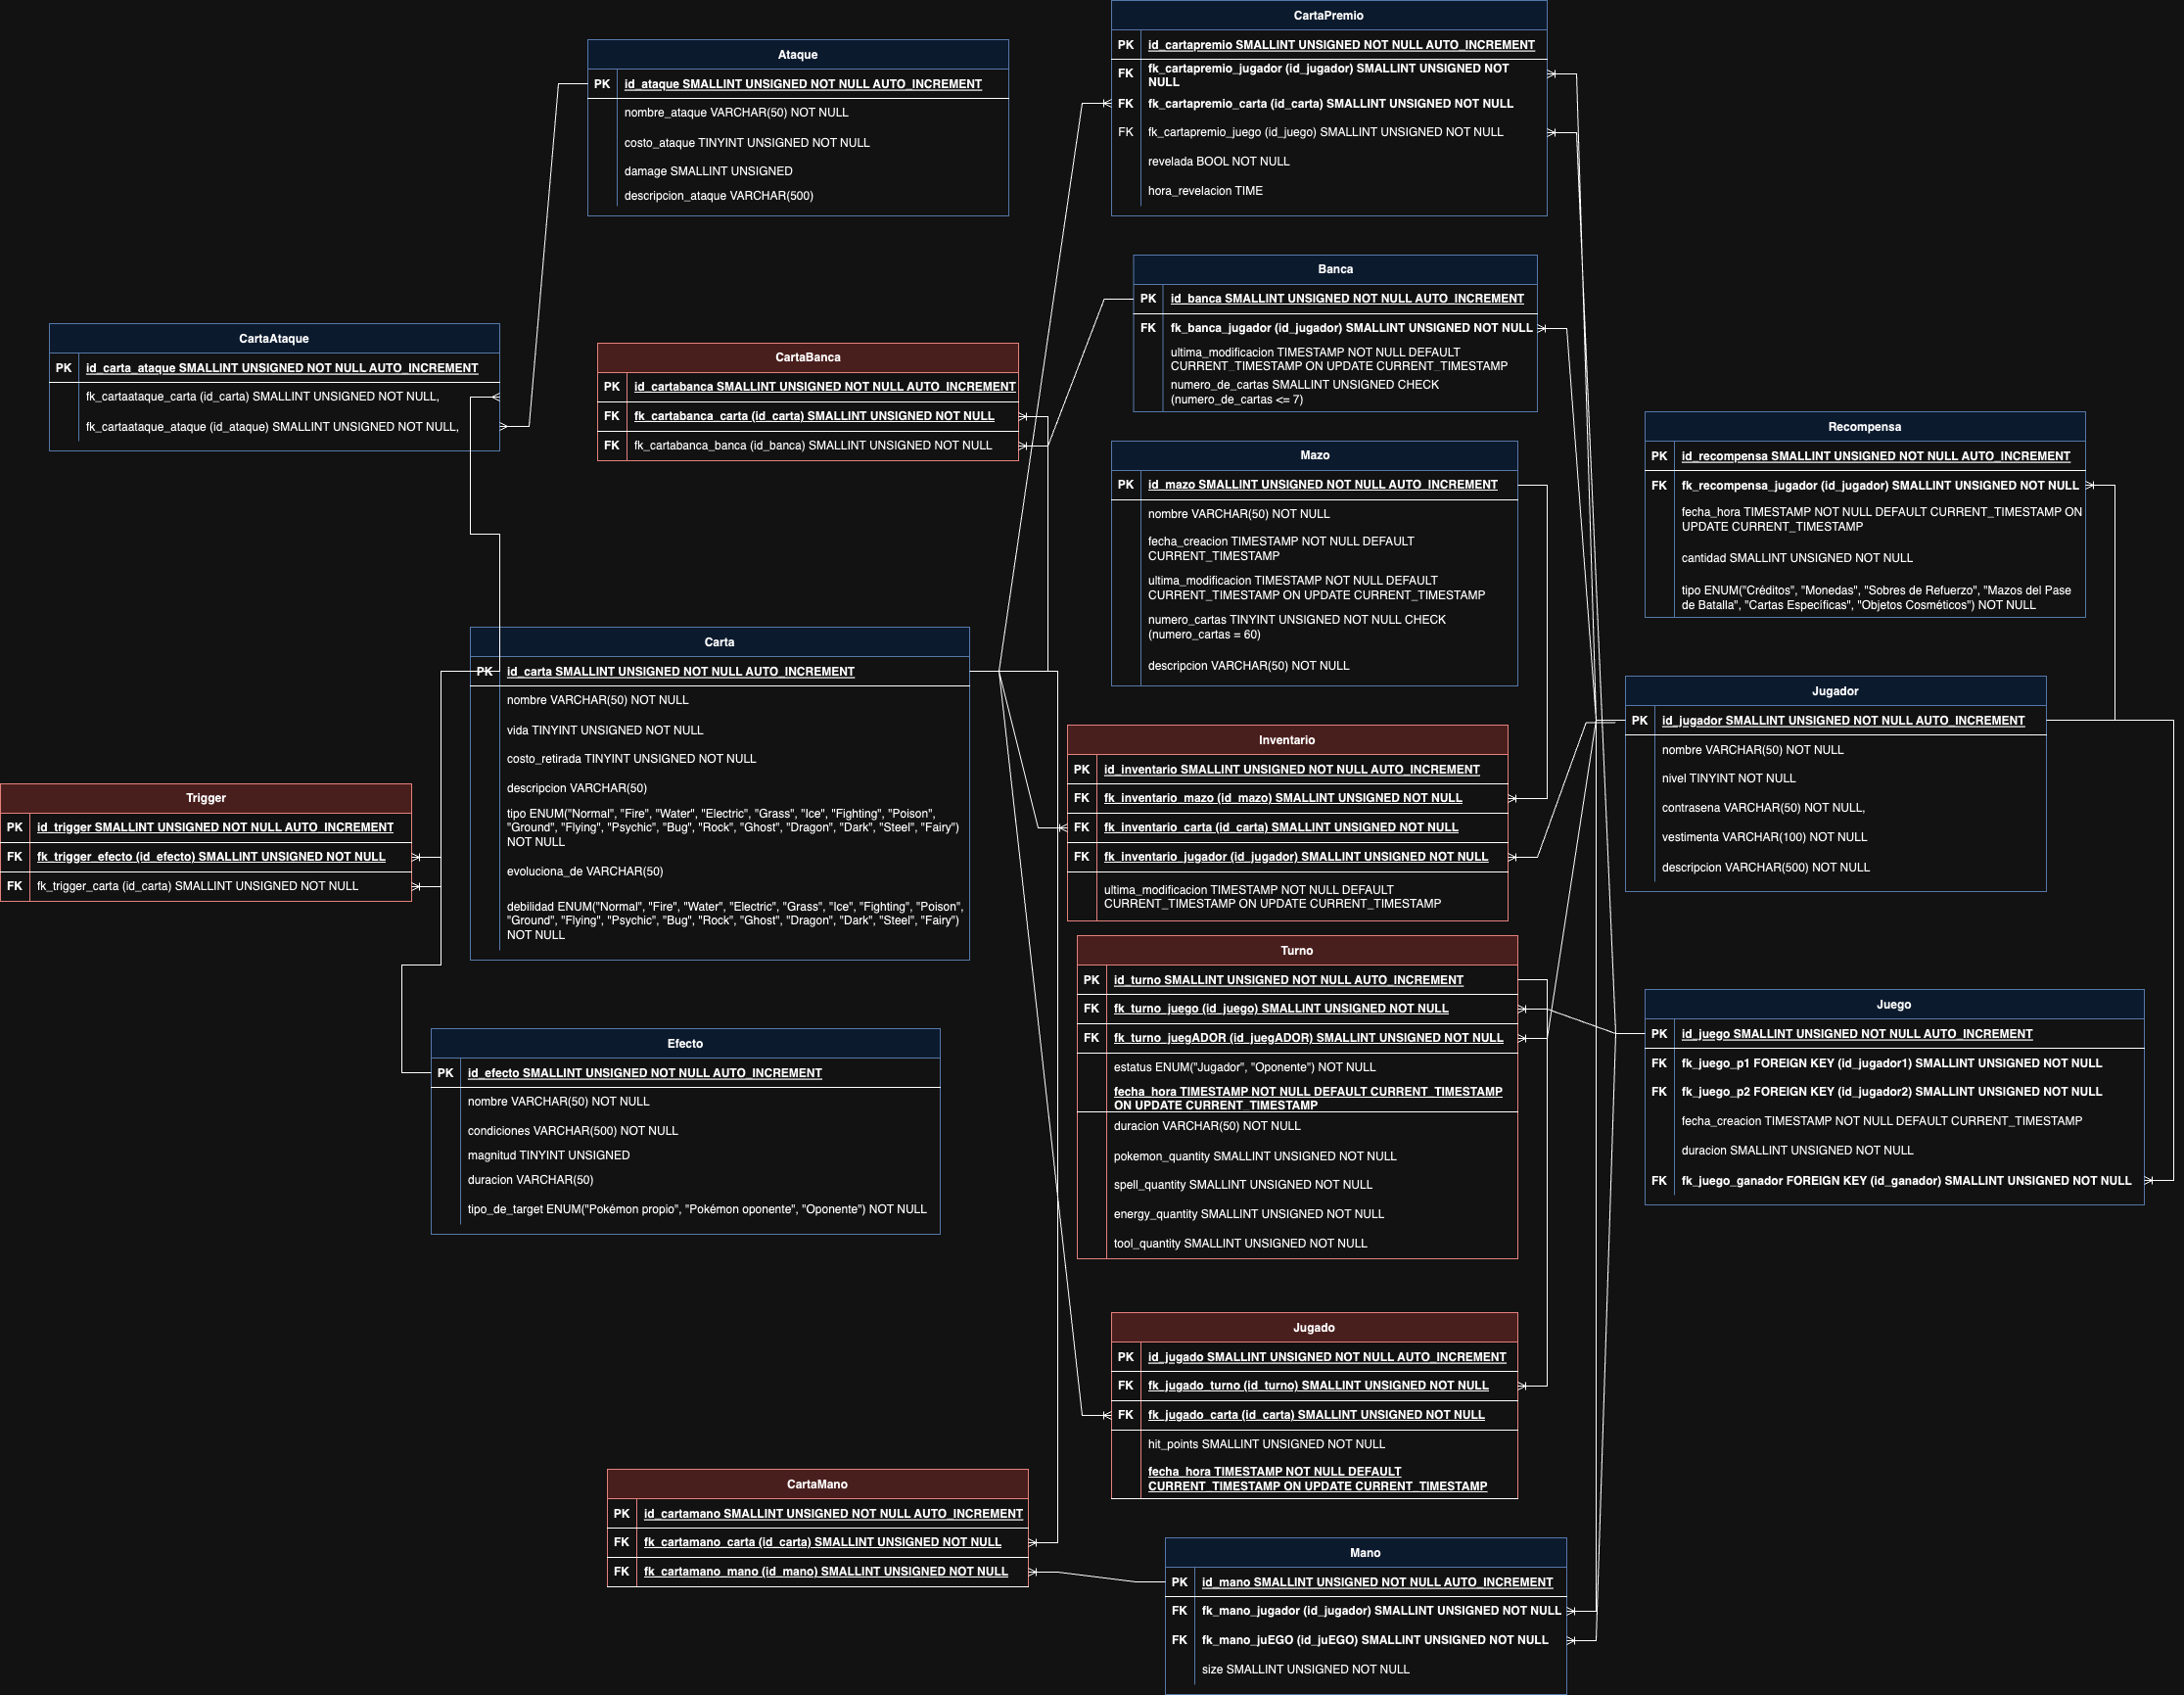 CartaPremio
PK id_cartapremio SMALLINT UNSIGNED NOT NULL AUTO_INCREMENT
FK fk_cartapremio_jugador (id_jugador) SMALLINT UNSIGNED NOT
NULL
FK fk_cartapremio_carta (id_carta) SMALLINT UNSIGNED NOT NULL
FK fk_cartapremio_juego (id_juego) SMALLINT UNSIGNED NOT NULL
revelada BOOL NOT NULL
hora_revelacion TIME
Ataque
PK id_ataque SMALLINT UNSIGNED NOT NULL AUTO_INCREMENT
nombre_ataque VARCHAR(50) NOT NULL
costo_ataque TINYINT UNSIGNED NOT NULL
damage SMALLINT UNSIGNED
descripcion_ataque VARCHAR(500)
Banca
PK id_banca SMALLINT UNSIGNED NOT NULL AUTO_INCREMENT
FK fk_banca_jugador (id_jugador) SMALLINT UNSIGNED NOT NULL
ultima_modificacion TIMESTAMP NOT NULL DEFAULT
CURRENT_TIMESTAMP ON UPDATE CURRENT_TIMESTAMP
numero_de_cartas SMALLINT UNSIGNED CHECK
(numero_de_cartas <= 7)
CartaAtaque
PK id_carta_ataque SMALLINT UNSIGNED NOT NULL AUTO_INCREMENT
fk_cartaataque_carta (id_carta) SMALLINT UNSIGNED NOT NULL,
fk_cartaataque_ataque (id_ataque) SMALLINT UNSIGNED NOT NULL,
CartaBanca
PK id_cartabanca SMALLINT UNSIGNED NOT NULL AUTO_INCREMENT
FK fk_cartabanca_carta (id_carta) SMALLINT UNSIGNED NOT NULL
FK fk_cartabanca_banca (id_banca) SMALLINT UNSIGNED NOT NULL
Recompensa
PK id_recompensa SMALLINT UNSIGNED NOT NULL AUTO_INCREMENT
FK fk_recompensa_jugador (id_jugador) SMALLINT UNSIGNED NOT NULL
fecha_hora TIMESTAMP NOT NULL DEFAULT CURRENT_TIMESTAMP ON
UPDATE CURRENT_TIMESTAMP
cantidad SMALLINT UNSIGNED NOT NULL
tipo ENUM("Créditos", "Monedas", "Sobres de Refuerzo", "Mazos del Pase
de Batalla", "Cartas Específicas", "Objetos Cosméticos") NOT NULL
Mazo
PK id_mazo SMALLINT UNSIGNED NOT NULL AUTO_INCREMENT
nombre VARCHAR(50) NOT NULL
fecha_creacion TIMESTAMP NOT NULL DEFAULT
CURRENT_TIMESTAMP
ultima_modificacion TIMESTAMP NOT NULL DEFAULT
CURRENT_TIMESTAMP ON UPDATE CURRENT_TIMESTAMP
numero_cartas TINYINT UNSIGNED NOT NULL CHECK
(numero_cartas = 60)
descripcion VARCHAR(50) NOT NULL
Carta
PK id_carta SMALLINT UNSIGNED NOT NULL AUTO_INCREMENT
nombre VARCHAR(50) NOT NULL
vida TINYINT UNSIGNED NOT NULL
costo_retirada TINYINT UNSIGNED NOT NULL
descripcion VARCHAR(50)
tipo ENUM("Normal", "Fire", "Water", "Electric", "Grass", "Ice", "Fighting", "Poison",
"Ground", "Flying", "Psychic", "Bug", "Rock", "Ghost", "Dragon", "Dark", "Steel", "Fairy")
NOT NULL
evoluciona_de VARCHAR(50)
debilidad ENUM("Normal", "Fire", "Water", "Electric", "Grass", "Ice", "Fighting", "Poison",
"Ground", "Flying", "Psychic", "Bug", "Rock", "Ghost", "Dragon", "Dark", "Steel", "Fairy")
NOT NULL
Jugador
PK id_jugador SMALLINT UNSIGNED NOT NULL AUTO_INCREMENT
nombre VARCHAR(50) NOT NULL
nivel TINYINT NOT NULL
contrasena VARCHAR(50) NOT NULL,
vestimenta VARCHAR(100) NOT NULL
descripcion VARCHAR(500) NOT NULL
Inventario
PK id_inventario SMALLINT UNSIGNED NOT NULL AUTO_INCREMENT
FK fk_inventario_mazo (id_mazo) SMALLINT UNSIGNED NOT NULL
FK fk_inventario_carta (id_carta) SMALLINT UNSIGNED NOT NULL
FK fk_inventario_jugador (id_jugador) SMALLINT UNSIGNED NOT NULL
ultima_modificacion TIMESTAMP NOT NULL DEFAULT
CURRENT_TIMESTAMP ON UPDATE CURRENT_TIMESTAMP
Trigger
PK id_trigger SMALLINT UNSIGNED NOT NULL AUTO_INCREMENT
FK fk_trigger_efecto (id_efecto) SMALLINT UNSIGNED NOT NULL
FK fk_trigger_carta (id_carta) SMALLINT UNSIGNED NOT NULL
Turno
PK id_turno SMALLINT UNSIGNED NOT NULL AUTO_INCREMENT
FK fk_turno_juego (id_juego) SMALLINT UNSIGNED NOT NULL
FK fk_turno_juegADOR (id_juegADOR) SMALLINT UNSIGNED NOT NULL
estatus ENUM("Jugador", "Oponente") NOT NULL
fecha_hora TIMESTAMP NOT NULL DEFAULT CURRENT_TIMESTAMP
ON UPDATE CURRENT_TIMESTAMP
duracion VARCHAR(50) NOT NULL
pokemon_quantity SMALLINT UNSIGNED NOT NULL
spell_quantity SMALLINT UNSIGNED NOT NULL
energy_quantity SMALLINT UNSIGNED NOT NULL
tool_quantity SMALLINT UNSIGNED NOT NULL
Juego
PK id_juego SMALLINT UNSIGNED NOT NULL AUTO_INCREMENT
FK fk_juego_p1 FOREIGN KEY (id_jugador1) SMALLINT UNSIGNED NOT NULL
FK fk_juego_p2 FOREIGN KEY (id_jugador2) SMALLINT UNSIGNED NOT NULL
fecha_creacion TIMESTAMP NOT NULL DEFAULT CURRENT_TIMESTAMP
duracion SMALLINT UNSIGNED NOT NULL
FK fk_juego_ganador FOREIGN KEY (id_ganador) SMALLINT UNSIGNED NOT NULL
Efecto
PK id_efecto SMALLINT UNSIGNED NOT NULL AUTO_INCREMENT
nombre VARCHAR(50) NOT NULL
condiciones VARCHAR(500) NOT NULL
magnitud TINYINT UNSIGNED
duracion VARCHAR(50)
tipo_de_target ENUM("Pokémon propio", "Pokémon oponente", "Oponente") NOT NULL
Jugado
PK id_jugado SMALLINT UNSIGNED NOT NULL AUTO_INCREMENT
FK fk_jugado_turno (id_turno) SMALLINT UNSIGNED NOT NULL
FK fk_jugado_carta (id_carta) SMALLINT UNSIGNED NOT NULL
hit_points SMALLINT UNSIGNED NOT NULL
fecha_hora TIMESTAMP NOT NULL DEFAULT
CURRENT_TIMESTAMP ON UPDATE CURRENT_TIMESTAMP
CartaMano
PK id_cartamano SMALLINT UNSIGNED NOT NULL AUTO_INCREMENT
FK fk_cartamano_carta (id_carta) SMALLINT UNSIGNED NOT NULL
FK fk_cartamano_mano (id_mano) SMALLINT UNSIGNED NOT NULL
Mano
PK id_mano SMALLINT UNSIGNED NOT NULL AUTO_INCREMENT
FK fk_mano_jugador (id_jugador) SMALLINT UNSIGNED NOT NULL
FK fk_mano_juEGO (id_juEGO) SMALLINT UNSIGNED NOT NULL
size SMALLINT UNSIGNED NOT NULL